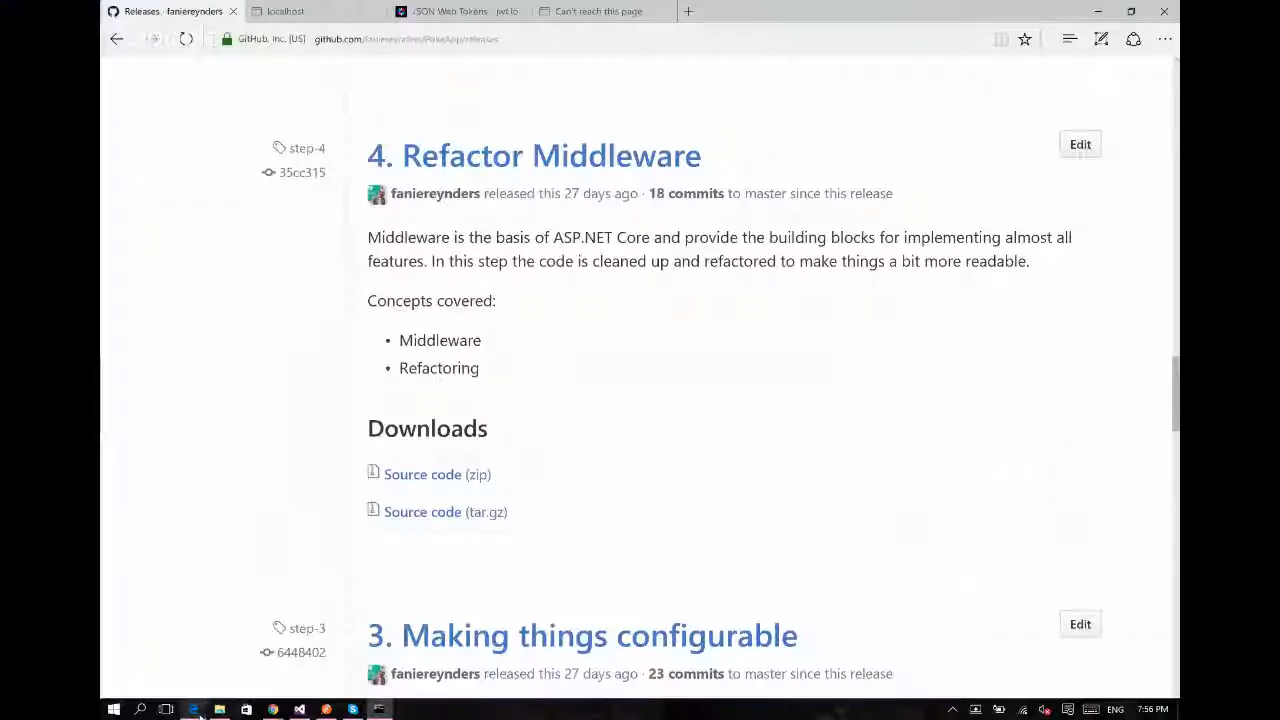 Releases · faniereynders
localhost
JSON Web Tokens - jwt.io
Can't reach this page
GitHub, Inc. [US] github.com/faniereynders/PokeApp/releases
step-4
35cc315
4. Refactor Middleware
Edit
faniereynders released this 27 days ago · 18 commits to master since this release
Middleware is the basis of ASP.NET Core and provide the building blocks for implementing almost all
features. In this step the code is cleaned up and refactored to make things a bit more readable.
Concepts covered:
• Middleware
• Refactoring
Downloads
Source code (zip)
Source code (tar.gz)
step-3
6448402
3. Making things configurable
Edit
faniereynders released this 27 days ago · 23 commits to master since this release
ENG 7:56 PM